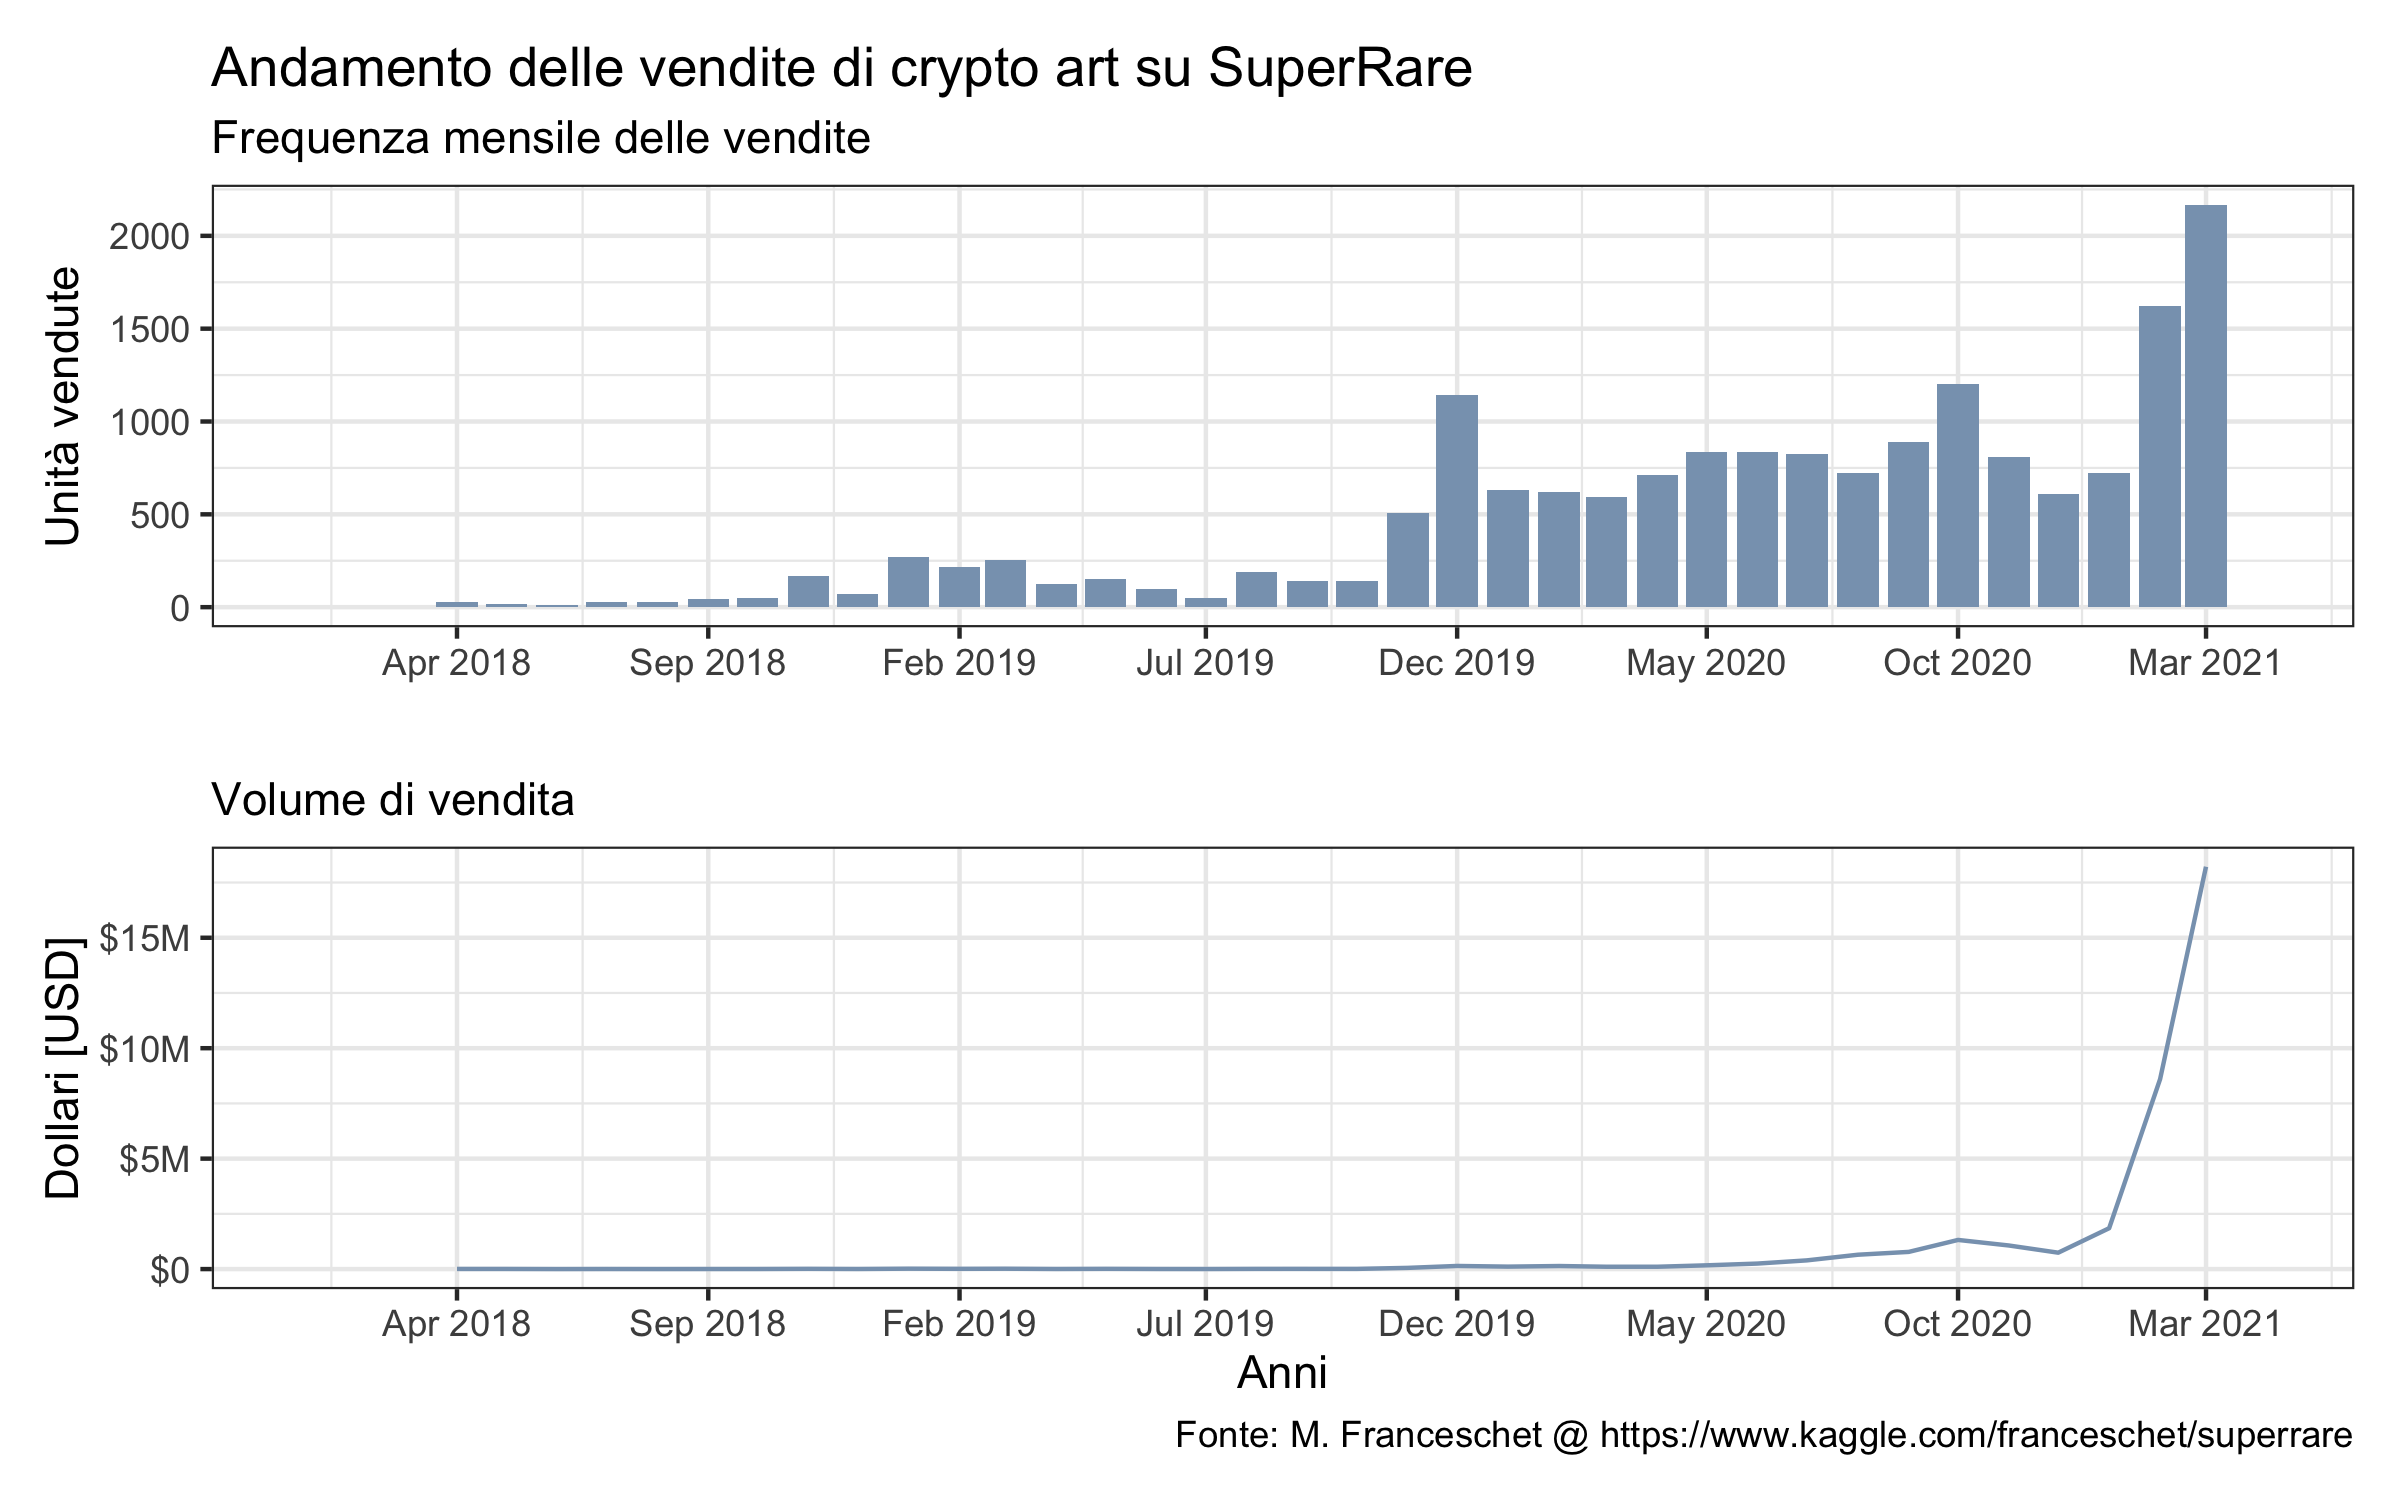 Andamento delle vendite di crypto art su SuperRare
Frequenza mensile delle vendite
Unità vendute
2000
1500
1000
500
0
Apr 2018 Sep 2018 Feb 2019 Jul 2019 Dec 2019 May 2020 Oct 2020 Mar 2021
Volume di vendita
Dollari [USD]
$15M
$10M
$5M
$0
Apr 2018 Sep 2018 Feb 2019 Jul 2019 Dec 2019 May 2020 Oct 2020 Mar 2021
Anni
Fonte: M. Franceschet @ https://www.kaggle.com/franceschet/superrare